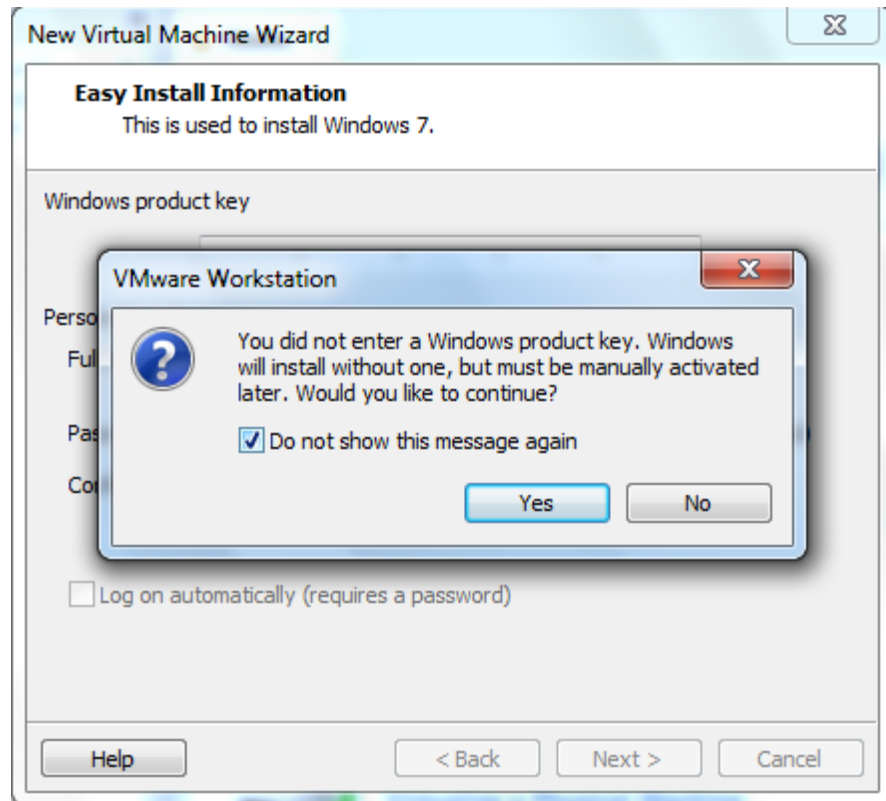 New Virtual Machine Wizard
Easy Install Information
This is used to install Windows 7.
Windows product key
VMware Workstation
You did not enter a Windows product key. Windows
will install without one, but must be manually activated
later. Would you like to continue?
Do not show this message again
Yes No
Log on automatically (requires a password)
Help < Back Next > Cancel